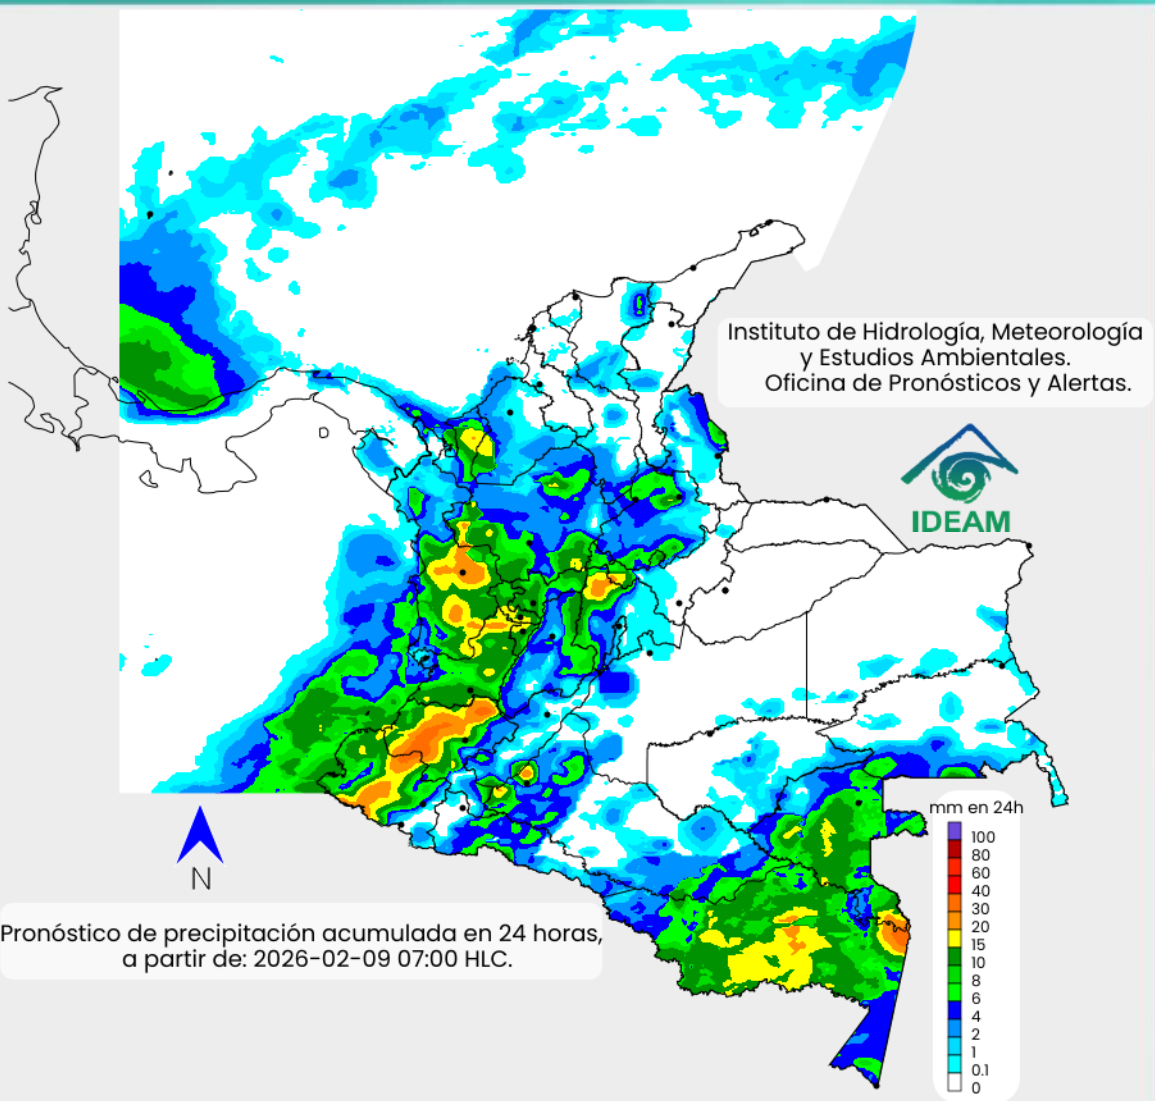 Instituto de Hidrología, Meteorología
y Estudios Ambientales.
Oficina de Pronósticos y Alertas.
IDEAM
N
Pronóstico de precipitación acumulada en 24 horas,
a partir de: 2026-02-09 07:00 HLC.
mm en 24h
100
80
60
40
30
20
15
10
8
6
4
2
1
0.1
0